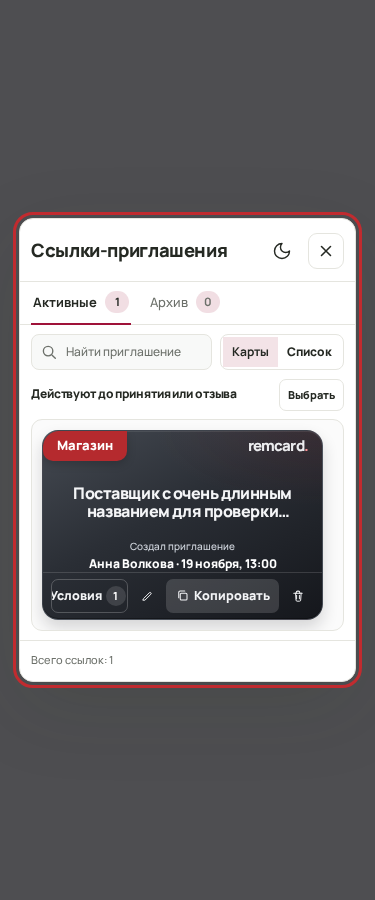 Ссылки-приглашения
Активные 1 Архив 0
Найти приглашение Карты Список
Действуют до принятия или отзыва Выбрать
Магазин remcard.
Поставщик с очень длинным
названием для проверки...
Создал приглашение
Анна Волкова · 19 ноября, 13:00
Условия 1 Копировать
Всего ссылок: 1